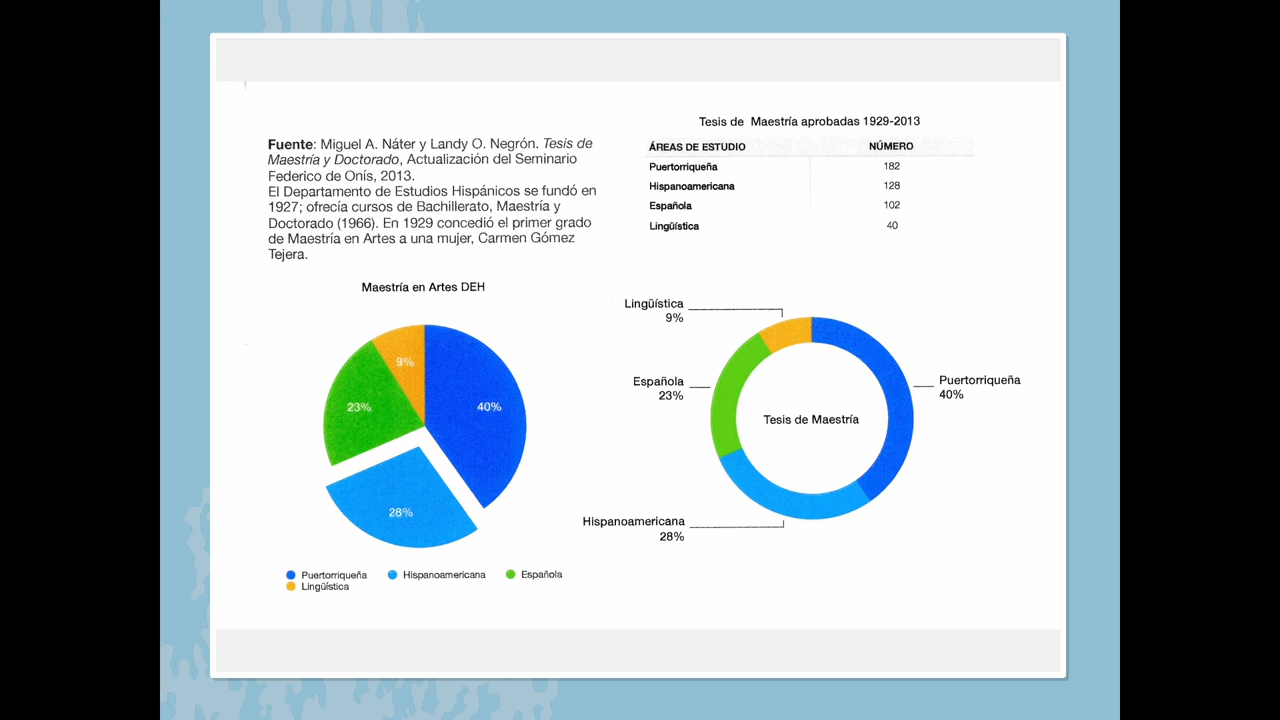 Fuente: Miguel A. Náter y Landy O. Negrón. Tesis de
Maestría y Doctorado, Actualización del Seminario
Federico de Onís, 2013.
El Departamento de Estudios Hispánicos se fundó en
1927; ofrecía cursos de Bachillerato, Maestría y
Doctorado (1966). En 1929 concedió el primer grado
de Maestría en Artes a una mujer, Carmen Gómez
Tejera.
Tesis de Maestría aprobadas 1929-2013
ÁREAS DE ESTUDIO NÚMERO
Puertorriqueña 182
Hispanoamericana 128
Española 102
Lingüística 40
Maestría en Artes DEH
9%
40%
23%
28%
Puertorriqueña Hispanoamericana Española
Lingüística
Lingüística
9%
Española
23%
Puertorriqueña
40%
Tesis de Maestría
Hispanoamericana
28%